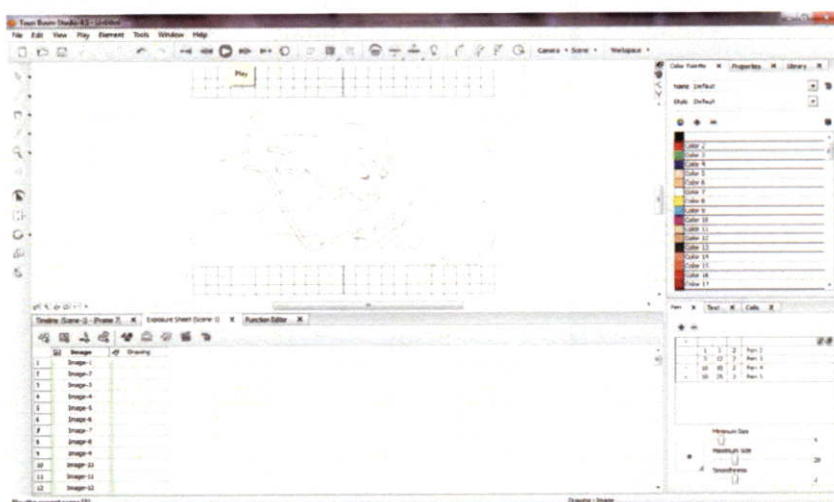 Toon Boom Studio 4.5 - Untitled
File Edit View Play Element Tools Window Help
Camera Scene Workspace
Play
Color Palette Properties Library
Name Default
Style Default
Color 2
Color 3
Color 4
Color 5
Color 6
Color 7
Color 8
Color 9
Color 10
Color 11
Color 12
Color 13
Color 14
Color 15
Color 16
Color 17
Timeline (Scene-1) - (Frame 7) Exposure Sheet (Scene-1) Function Editor
Image Drawing
1 Image-1
2 Image-2
3 Image-3
4 Image-4
5 Image-5
6 Image-6
7 Image-7
8 Image-8
9 Image-9
10 Image-10
11 Image-11
12 Image-12
Pen Text Cells
Pen 2
Pen 3
Pen 4
Pen 5
Minimum Size
Maximum Size
Smoothness
Drawing - Image